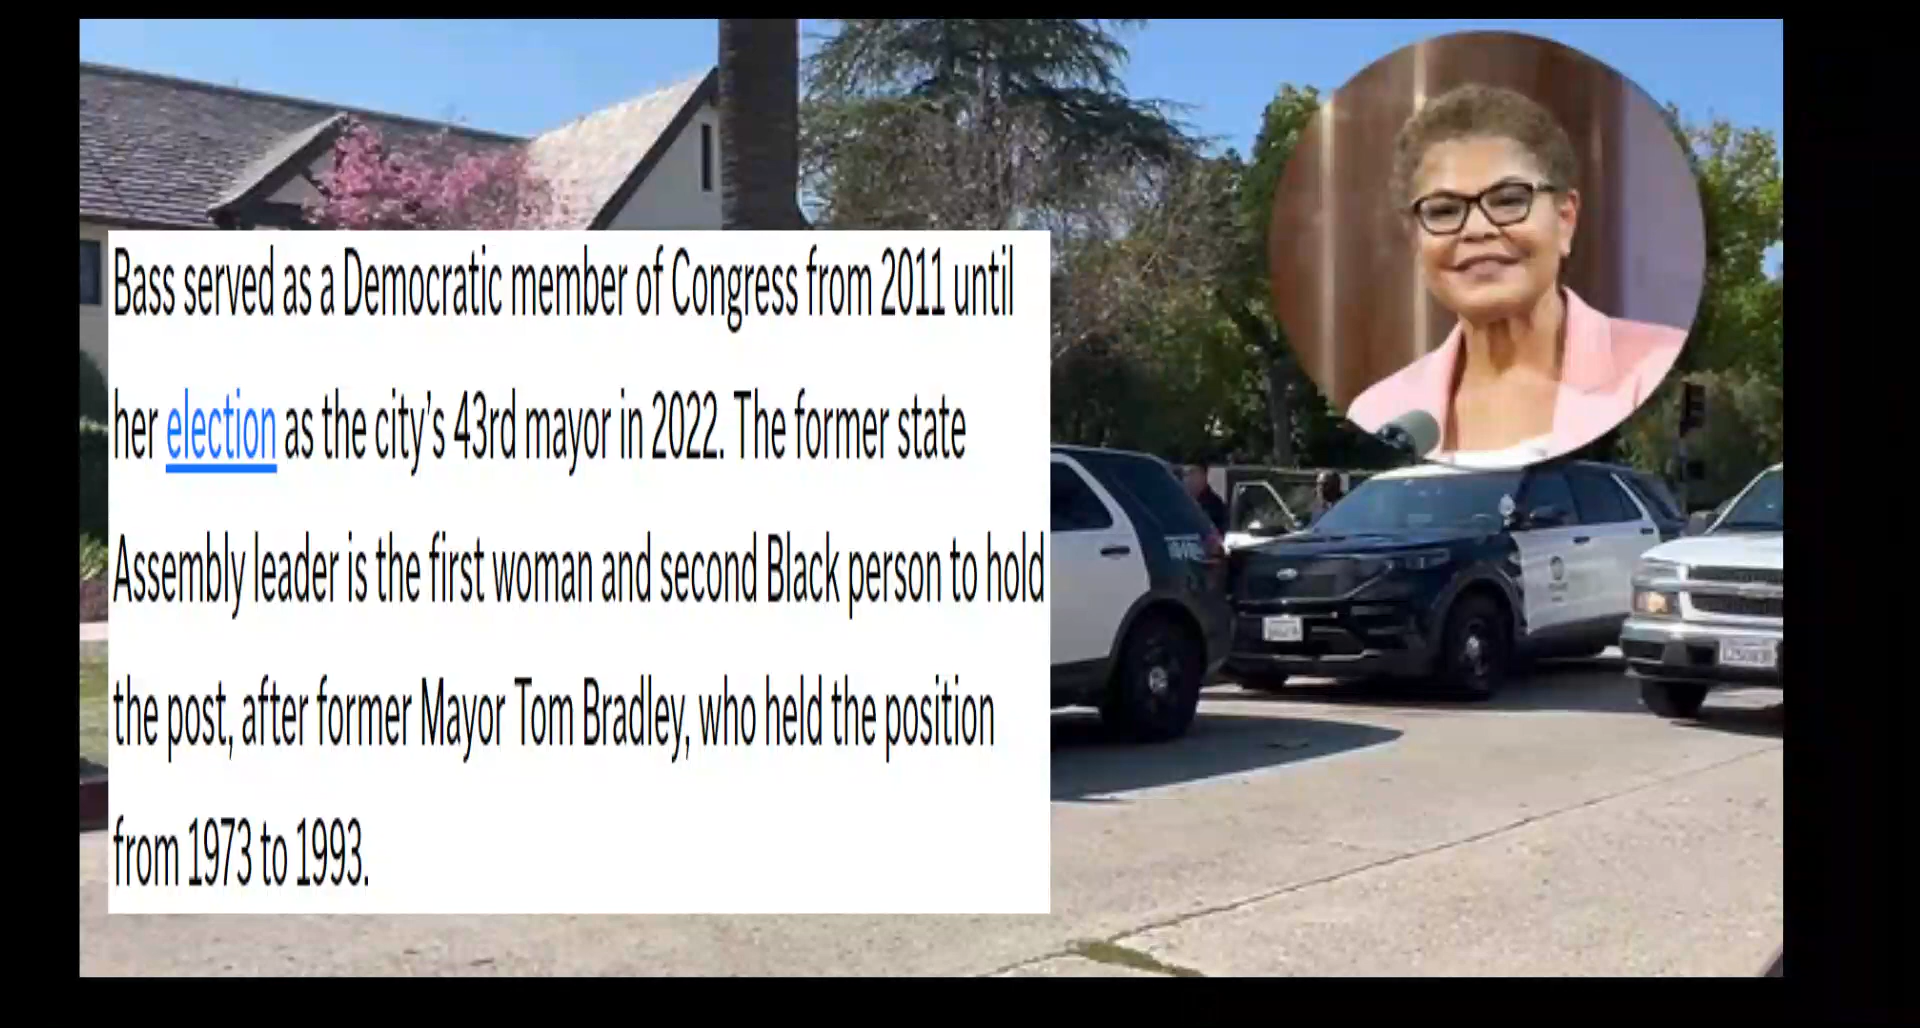 Bass served as a Democratic member of Congress from 2011 until
her election as the city's 43rd mayor in 2022. The former state
Assembly leader is the first woman and second Black person to hold
the post, after former Mayor Tom Bradley, who held the position
from 1973 to 1993.